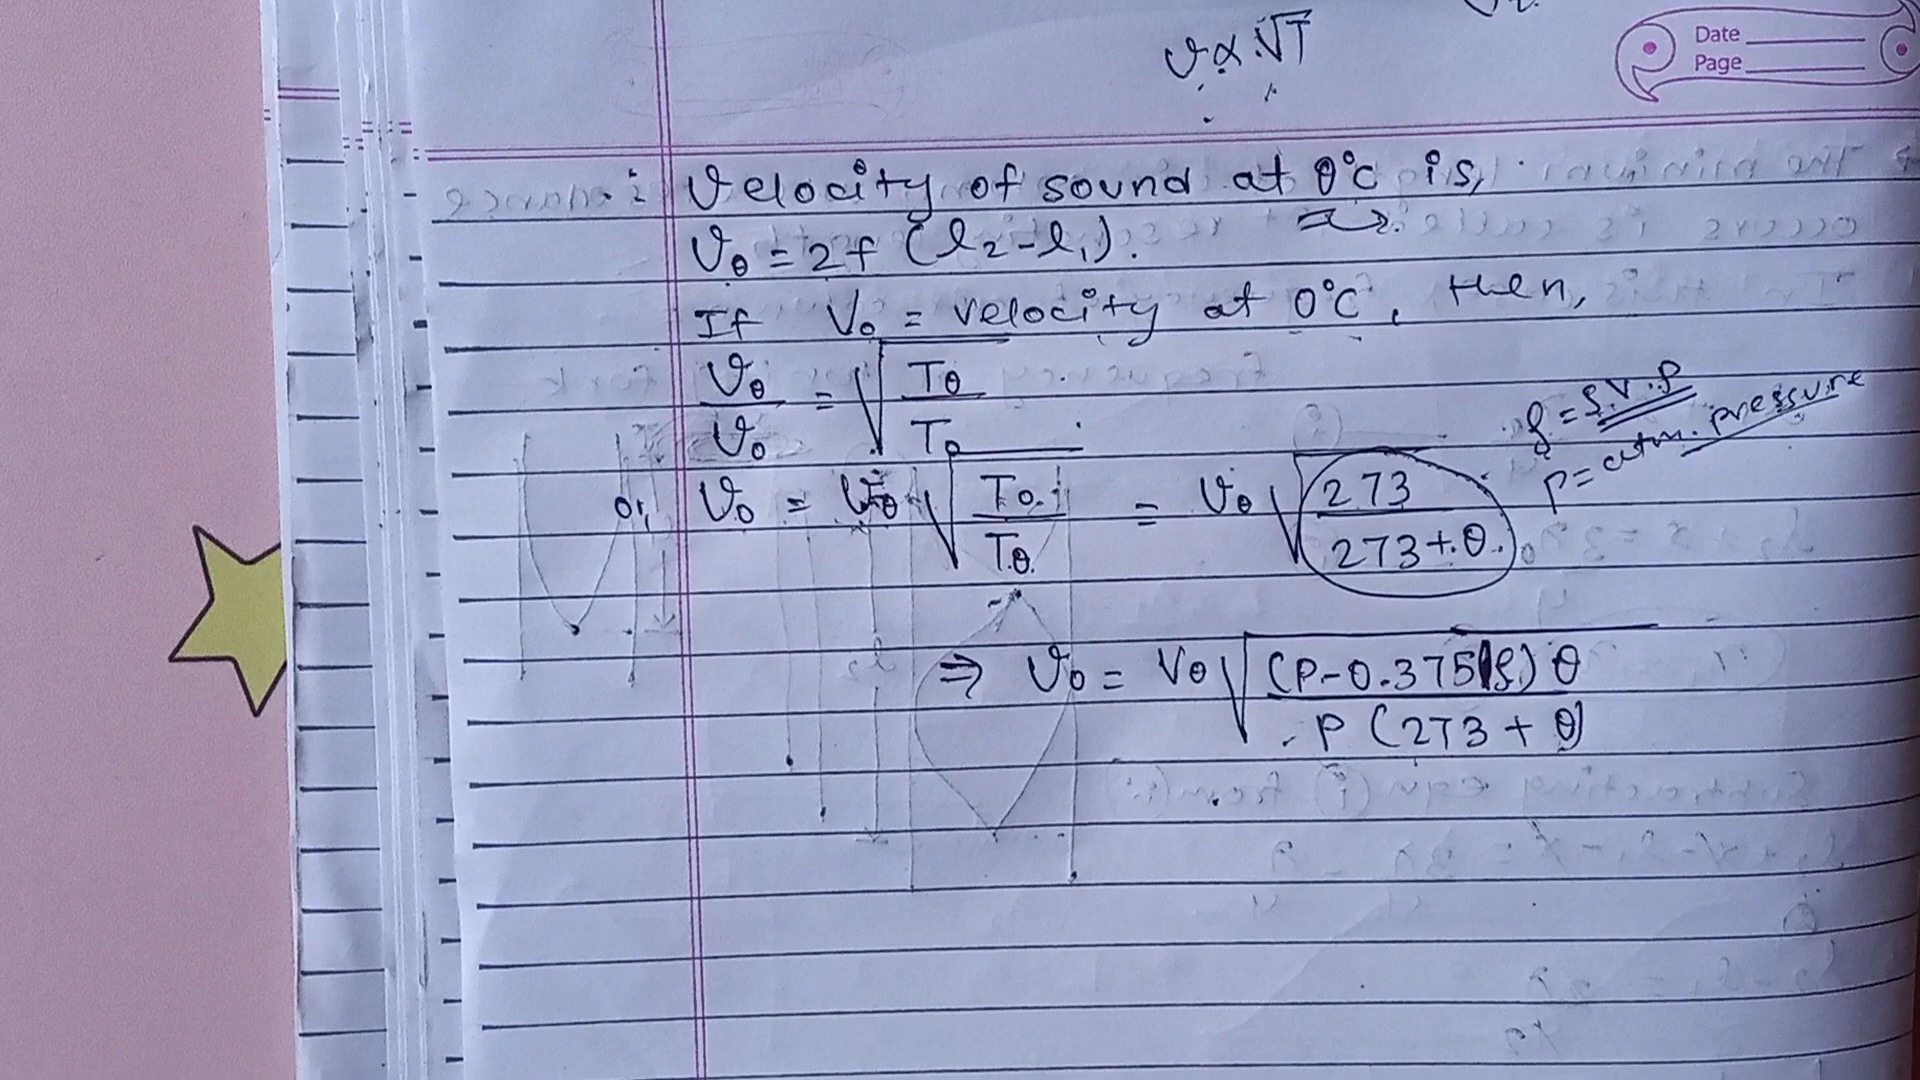 v ∝ √T
Date
Page
Velocity of sound at θ°C is,
Vθ = 2f (l₂-l₁).
If V₀ = velocity at 0°C, then,
Vθ/V₀ = √(Tθ/T₀)
or, V₀ = Vθ √(T₀/Tθ) = Vθ √(273/(273+θ))
f = S.V.P
P = atm. pressure
⇒ V₀ = Vθ √((P-0.375f)θ/(P(273+θ)))